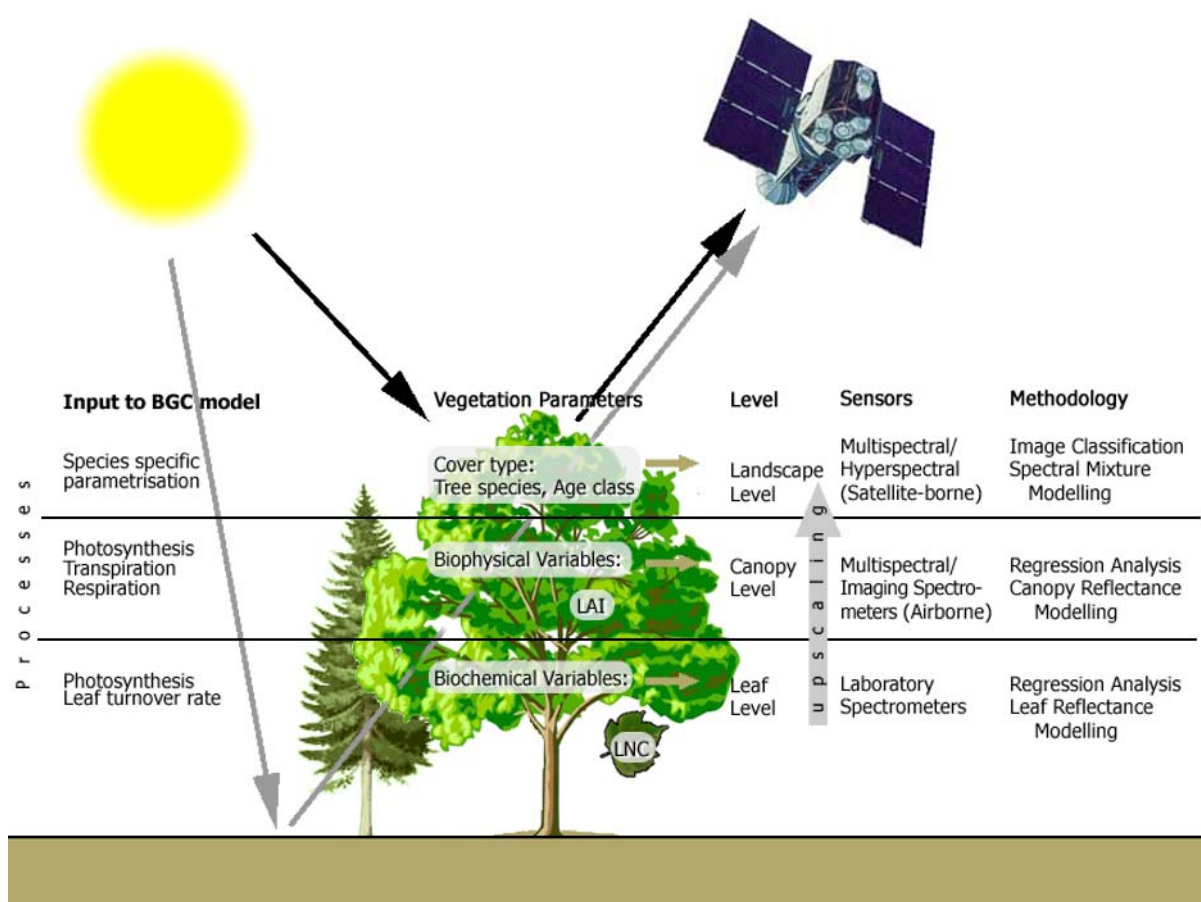 Input to BGC model
Vegetation Parameters
Level
Sensors
Methodology
Species specific
parametrisation
Cover type:
Tree species, Age class
Landscape
Level
Multispectral/
Hyperspectral
(Satellite-borne)
Image Classification
Spectral Mixture
Modelling
Photosynthesis
Transpiration
Respiration
Biophysical Variables:
LAI
Canopy
Level
Multispectral/
Imaging Spectro-
meters (Airborne)
Regression Analysis
Canopy Reflectance
Modelling
Photosynthesis
Leaf turnover rate
Biochemical Variables:
LNC
Leaf
Level
Laboratory
Spectrometers
Regression Analysis
Leaf Reflectance
Modelling
Processes
upscaling